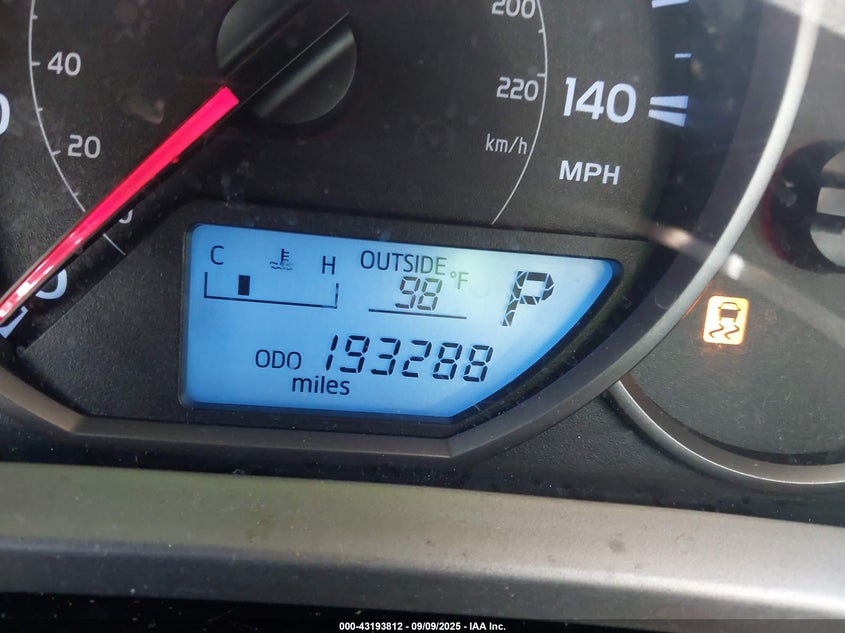 200
40
220
140
20
km/h
MPH
0
C H OUTSIDE
98 °F P
ODO 193288
miles
000-43193812 - 09/09/2025 - IAA Inc.